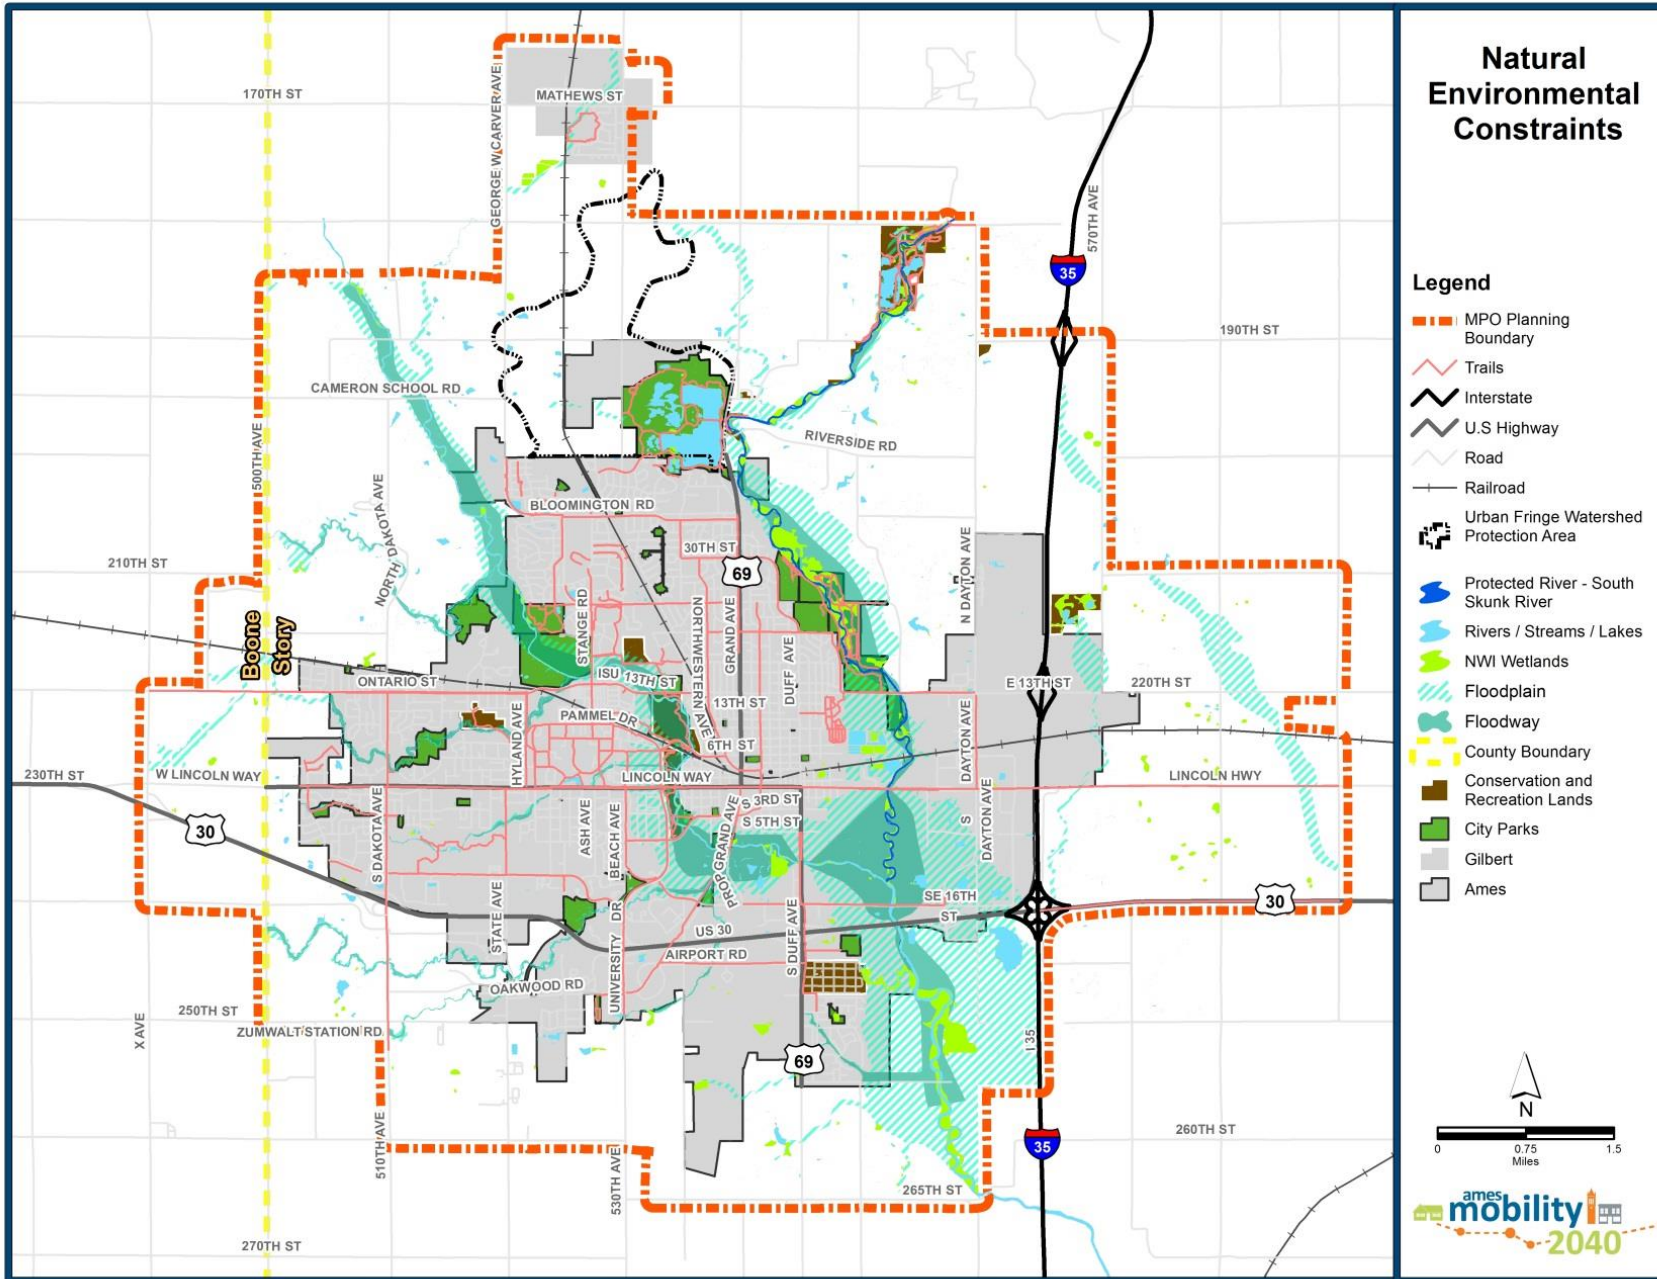 Natural
Environmental
Constraints
Legend
MPO Planning
Boundary
Trails
Interstate
U.S Highway
Road
Railroad
Urban Fringe Watershed
Protection Area
Protected River - South
Skunk River
Rivers / Streams / Lakes
NWI Wetlands
Floodplain
Floodway
County Boundary
Conservation and
Recreation Lands
City Parks
Gilbert
Ames
N
0 0.75 1.5
Miles
ames
mobility
2040
170TH ST
MATHEWS ST
GEORGE W CARVER AVE
570TH AVE
35
190TH ST
CAMERON SCHOOL RD
RIVERSIDE RD
500TH AVE
NORTH DAKOTA AVE
BLOOMINGTON RD
30TH ST
69
210TH ST
N DAYTON AVE
STANGE RD
NORTHWESTERN AVE
GRAND AVE
DUFF AVE
Boone
Story
ISU 13TH ST
ONTARIO ST
E 13TH ST
220TH ST
13TH ST
PAMMEL DR
HYLAND AVE
6TH ST
S DAYTON AVE
230TH ST
W LINCOLN WAY
LINCOLN WAY
LINCOLN HWY
30
S DAKOTA AVE
ASH AVE
BEACH AVE
S 3RD ST
S 5TH ST
PROP GRAND AVE
DAYTON AVE
SE 16TH
ST
30
STATE AVE
UNIVERSITY DR
US 30
AIRPORT RD
S DUFF AVE
OAKWOOD RD
250TH ST
X AVE
ZUMWALT STATION RD
I 35
69
510TH AVE
530TH AVE
35
260TH ST
265TH ST
270TH ST